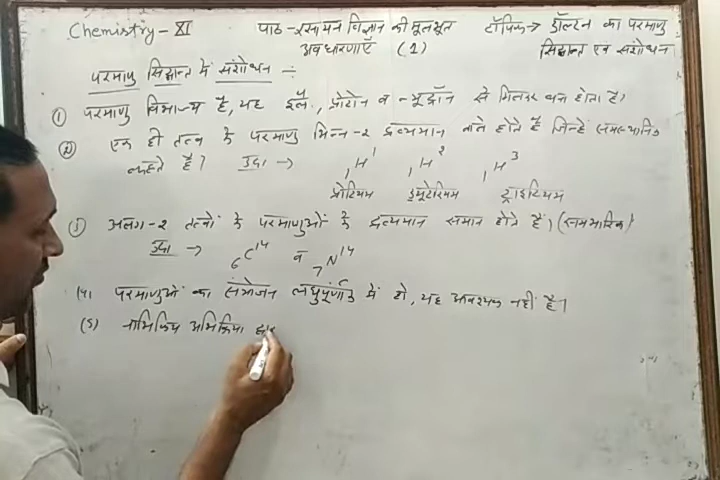 Chemistry - XI पाठ - रसायन विज्ञान की मूलभूत अवधारणाएँ (1) टॉपिक → डॉल्टन का परमाणु सिद्धान्त एवं संशोधन
परमाणु सिद्धान्त में संशोधन :-
① परमाणु विभाज्य है, यह इले., प्रोटोन व न्यूट्रॉन से मिलकर बना होता है।
② एक ही तत्व के परमाणु भिन्न-२ द्रव्यमान वाले होते हैं जिन्हें समस्थानिक
कहते हैं। उदा → ₁H¹ ₁H² ₁H³
प्रोटियम ड्यूटेरियम ट्राइटियम
③ अलग-२ तत्वों के परमाणुओं के द्रव्यमान समान होते हैं। (समभारिक)
उदा → ₆C¹⁴ व ₇N¹⁴
(4) परमाणुओं का संयोजन लघुपूर्णांक में हो, यह आवश्यक नहीं है।
(5) नाभिकिय अभिक्रिया